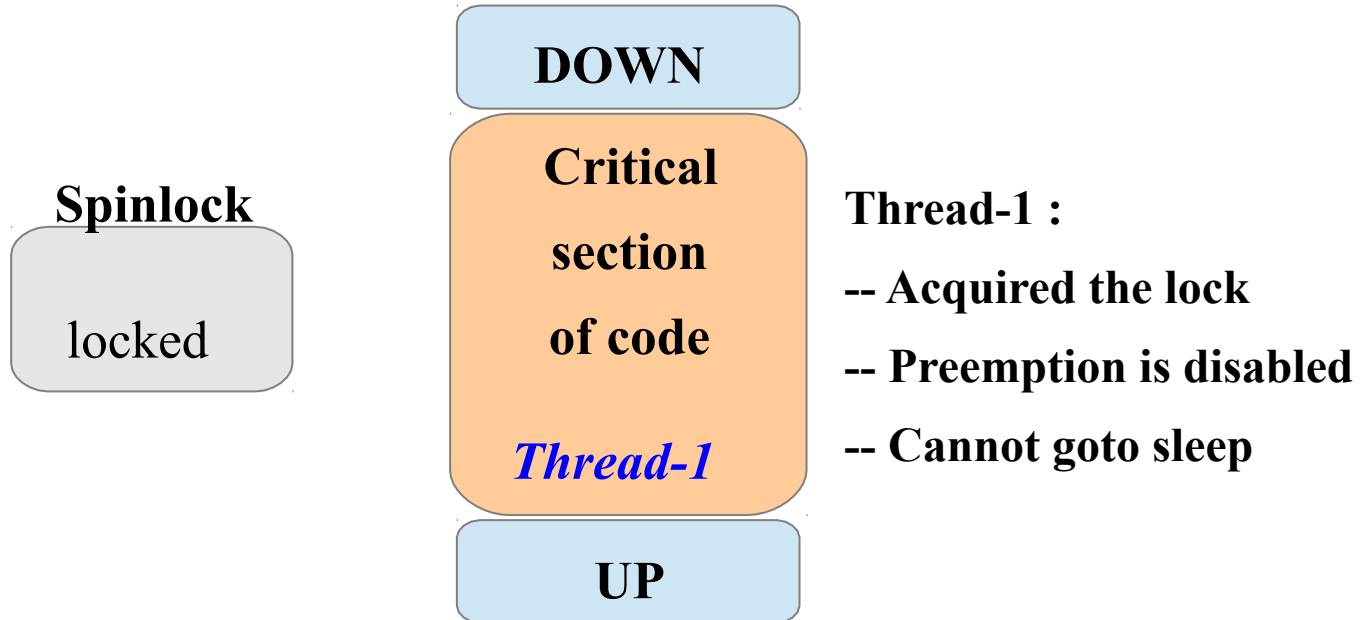 DOWN
Spinlock
locked
Critical
section
of code
Thread-1
Thread-1 :
-- Acquired the lock
-- Preemption is disabled
-- Cannot goto sleep
UP